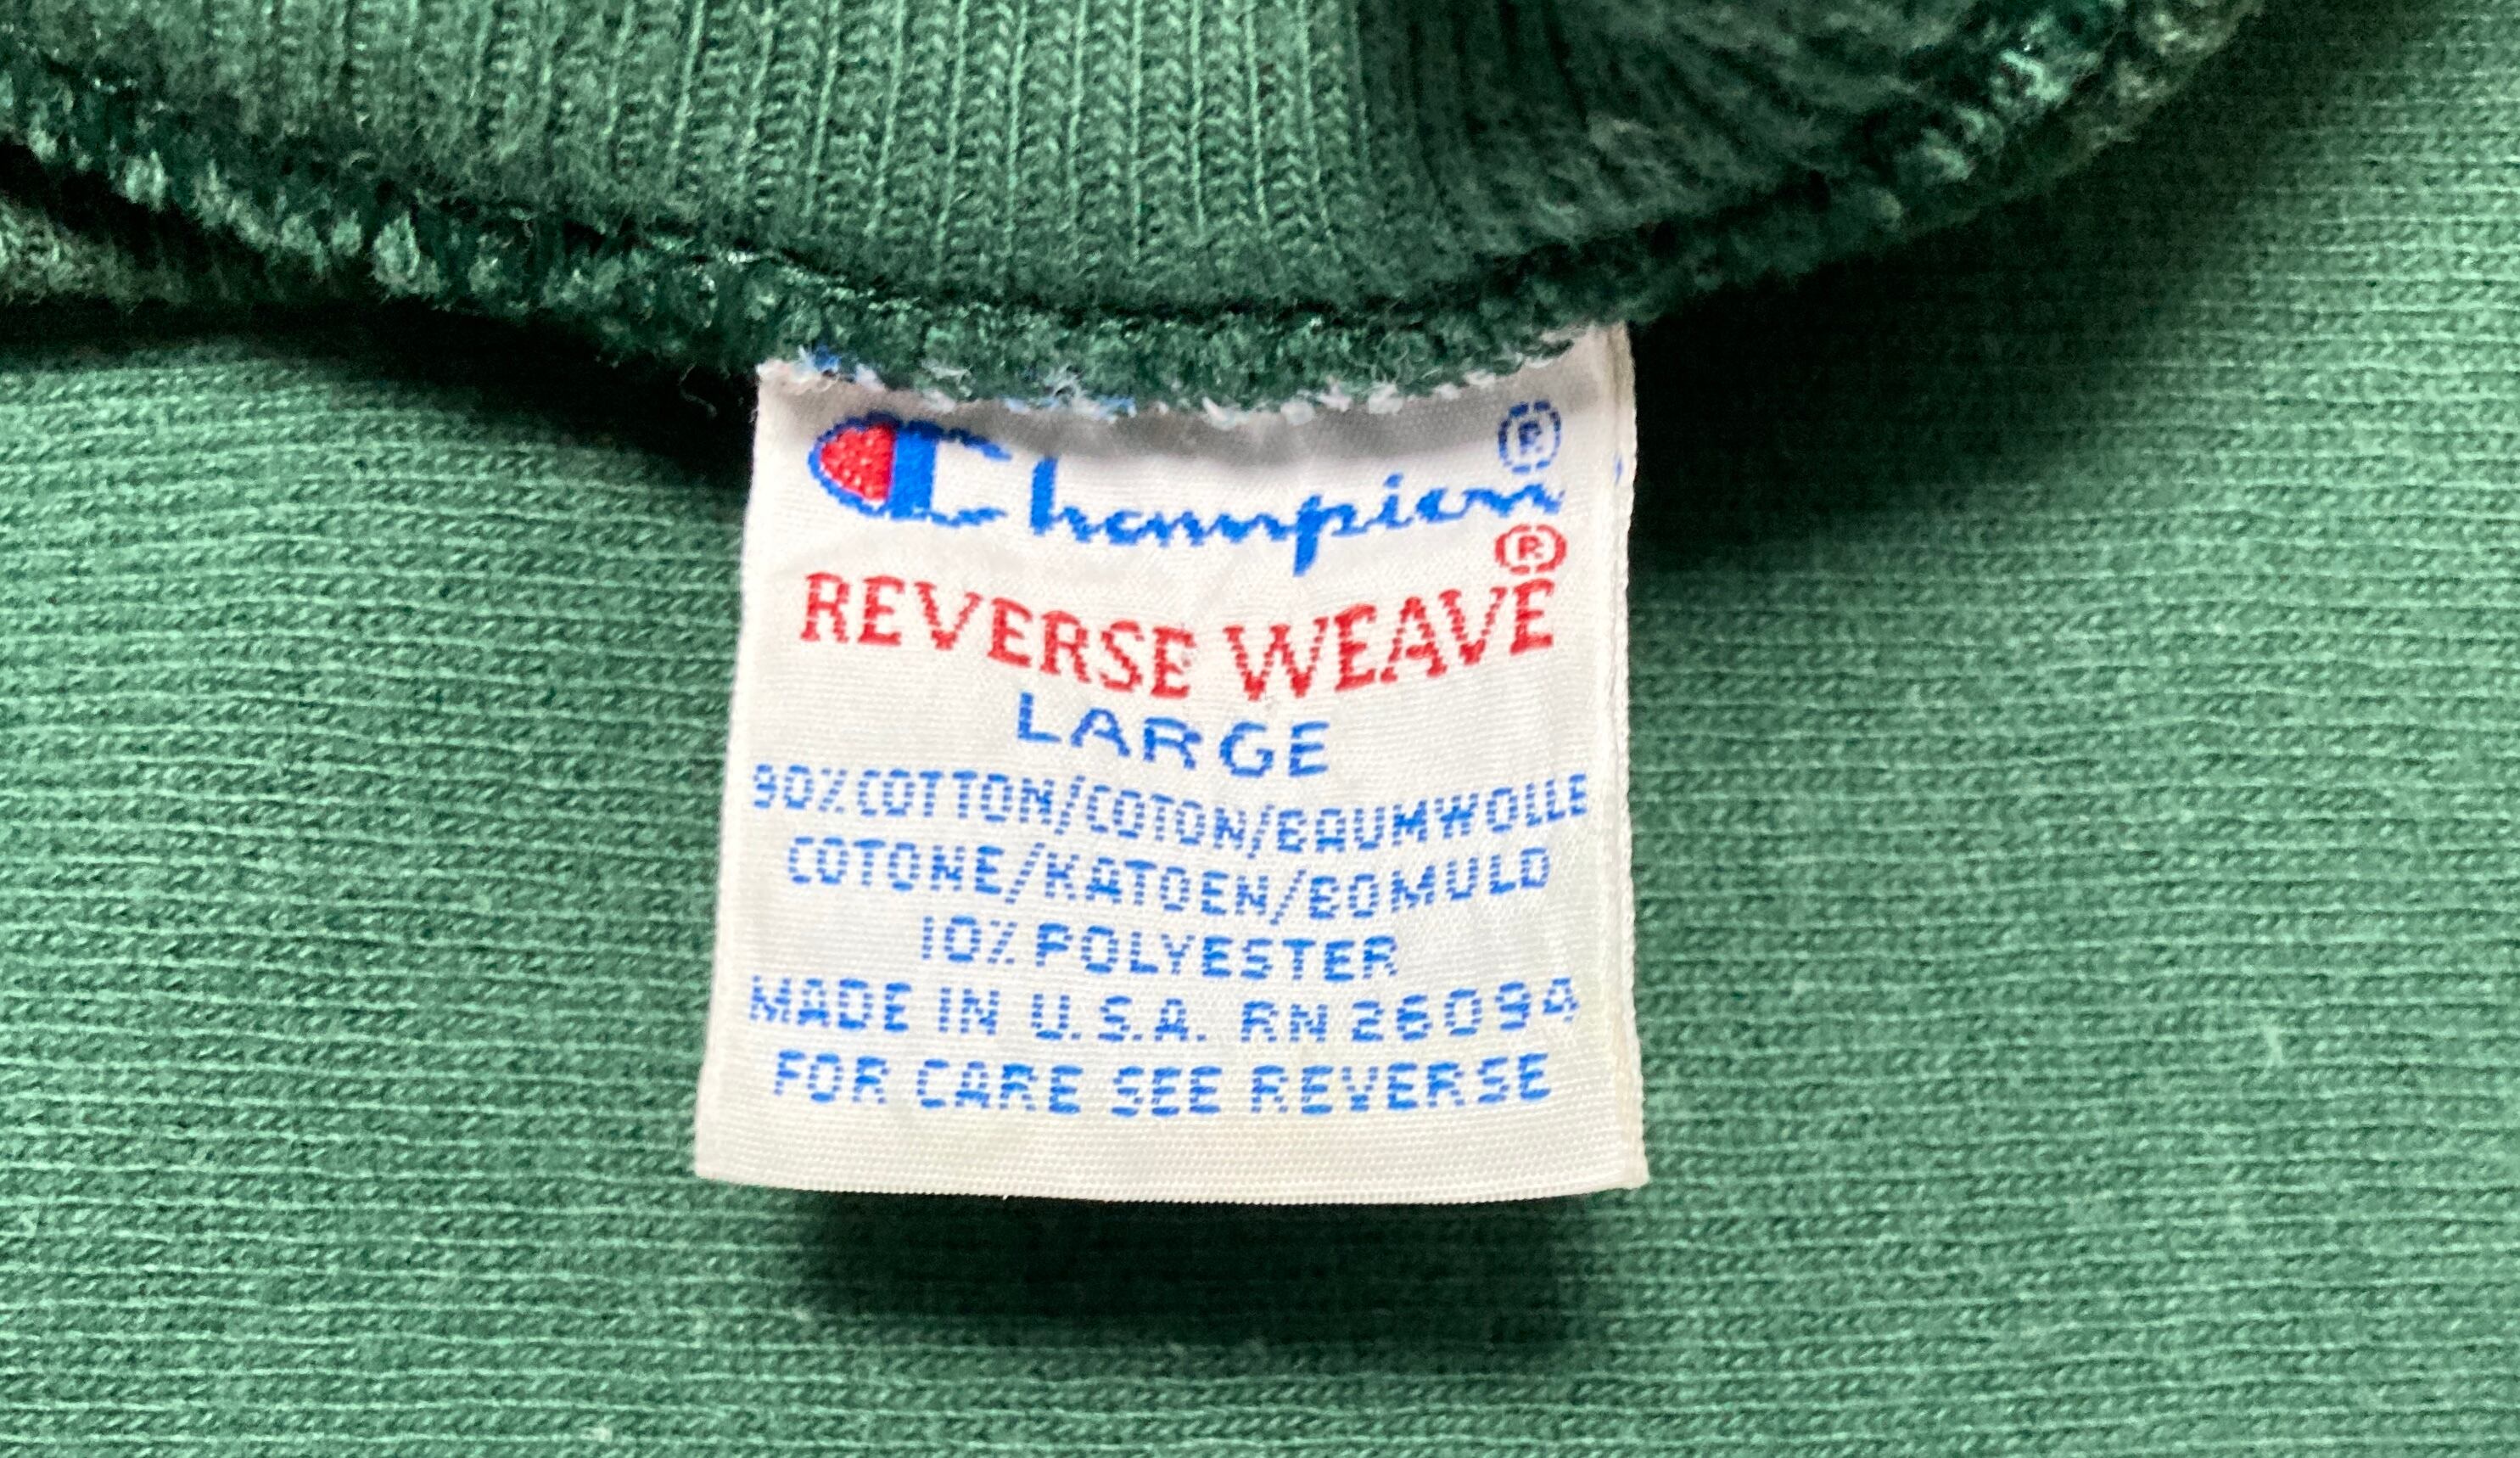 Champion®
REVERSE WEAVE®
LARGE
90% COTTON/COTON/BAUMWOLLE
COTONE/KATOEN/BOMULD
10% POLYESTER
MADE IN U.S.A. RN 26094
FOR CARE SEE REVERSE